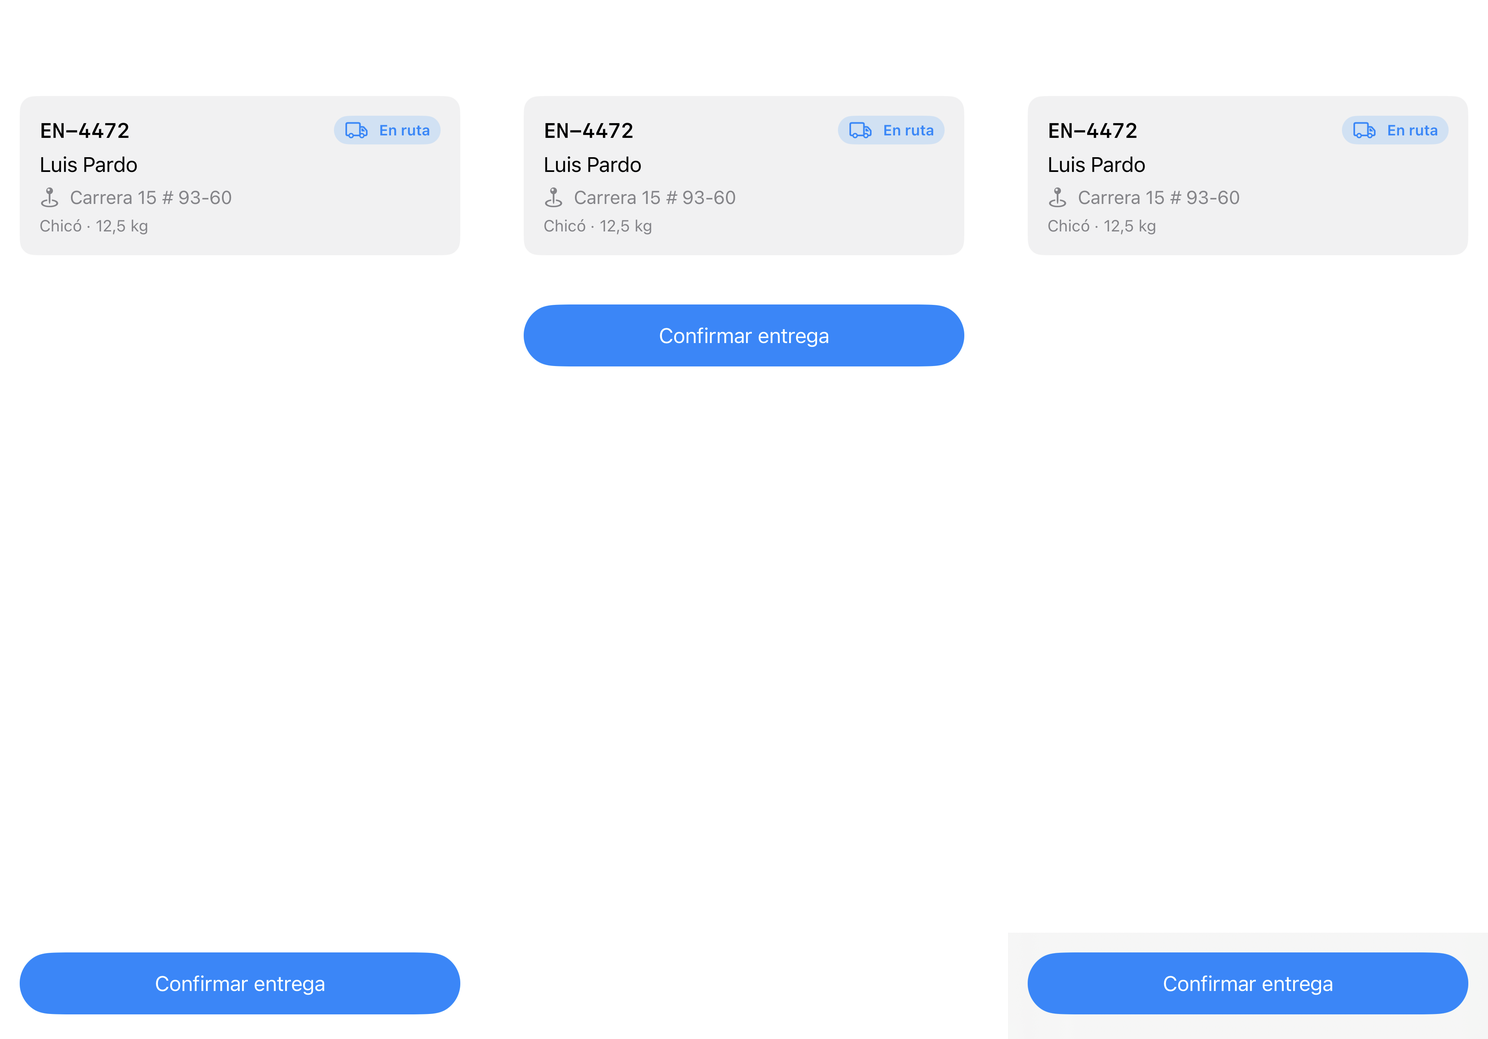 EN-4472
En ruta
Luis Pardo
Carrera 15 # 93-60
Chicó · 12,5 kg
Confirmar entrega
EN-4472
En ruta
Luis Pardo
Carrera 15 # 93-60
Chicó · 12,5 kg
Confirmar entrega
EN-4472
En ruta
Luis Pardo
Carrera 15 # 93-60
Chicó · 12,5 kg
Confirmar entrega